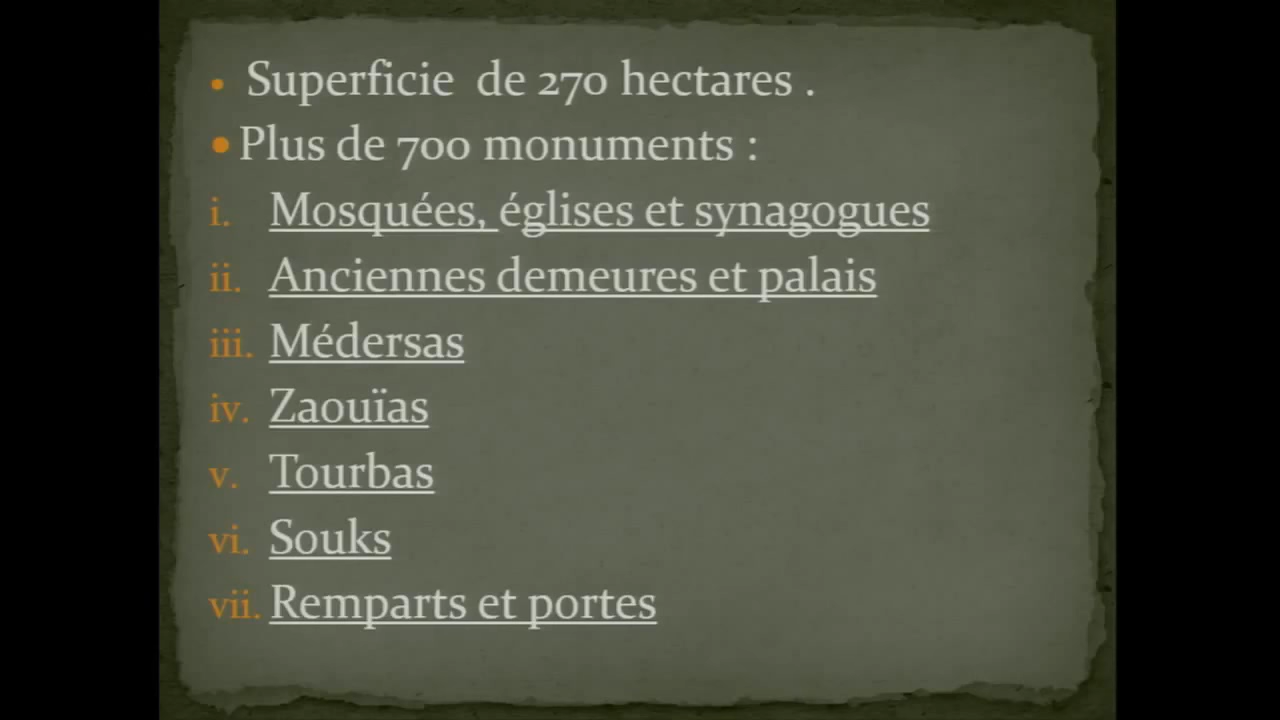 • Superficie de 270 hectares .
• Plus de 700 monuments :
i. Mosquées, églises et synagogues
ii. Anciennes demeures et palais
iii. Médersas
iv. Zaouïas
v. Tourbas
vi. Souks
vii. Remparts et portes